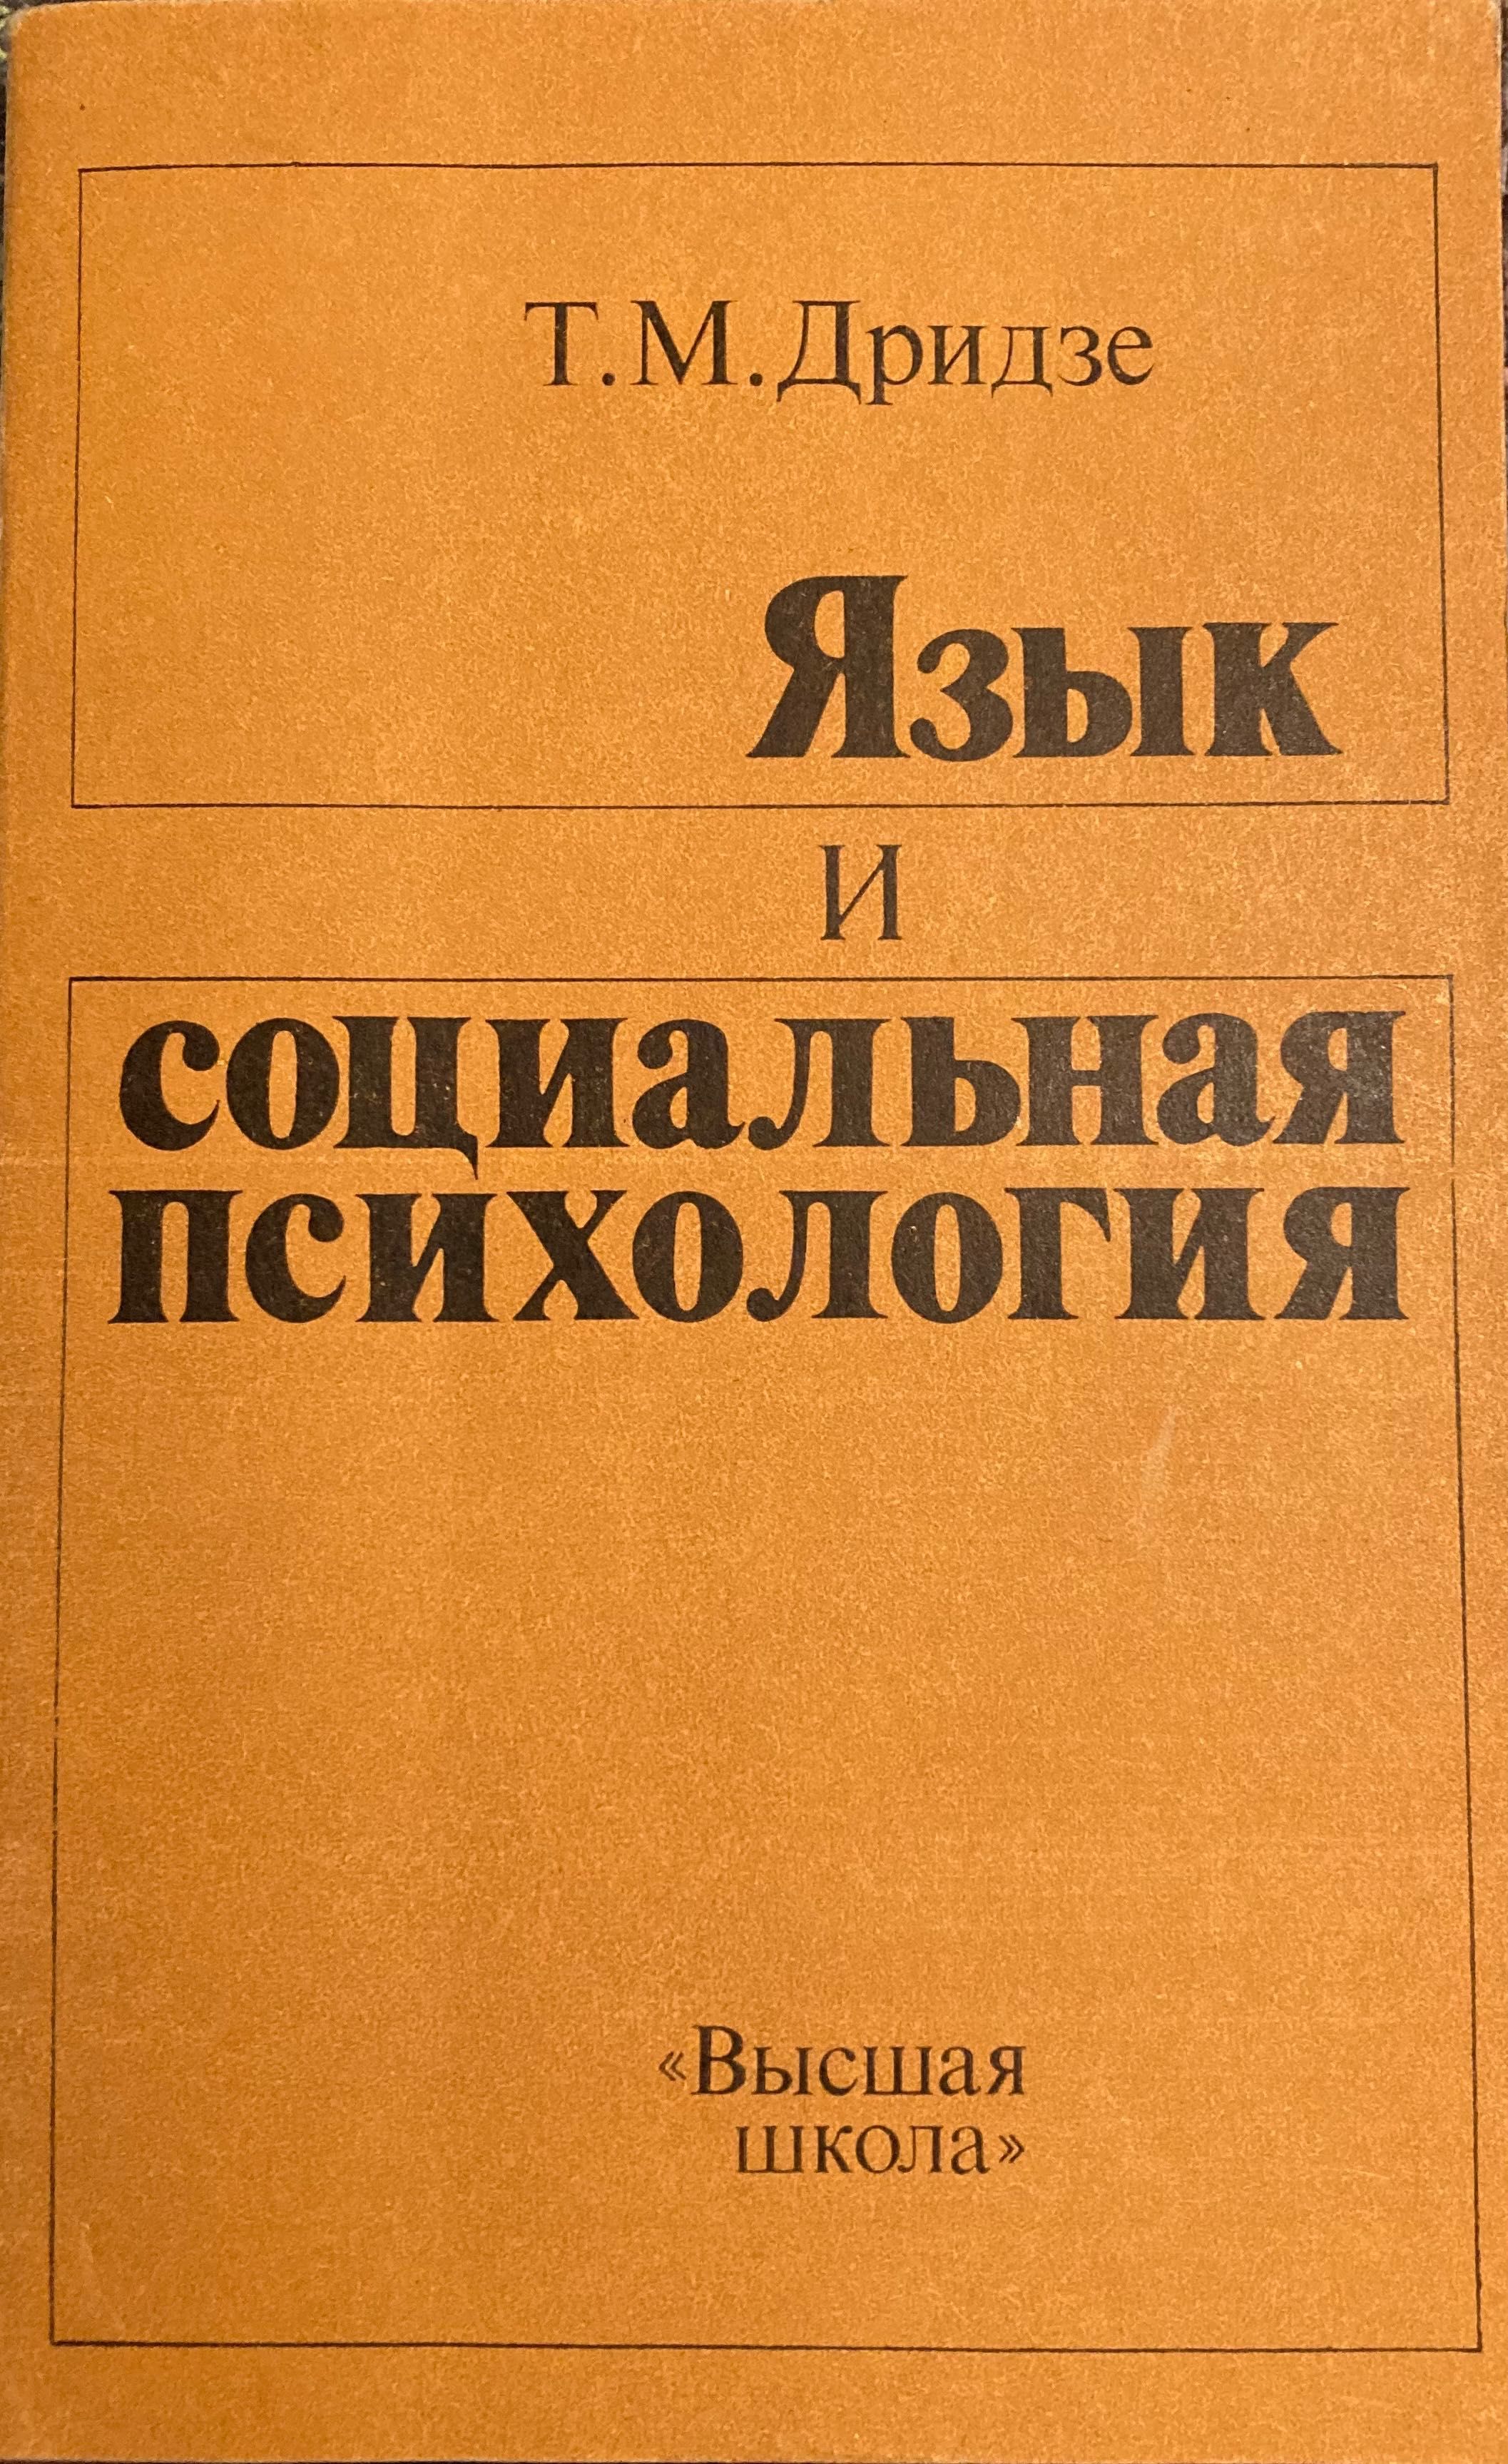 Т.М.Дридзе
Язык
и
социальная
психология
«Высшая
школа»